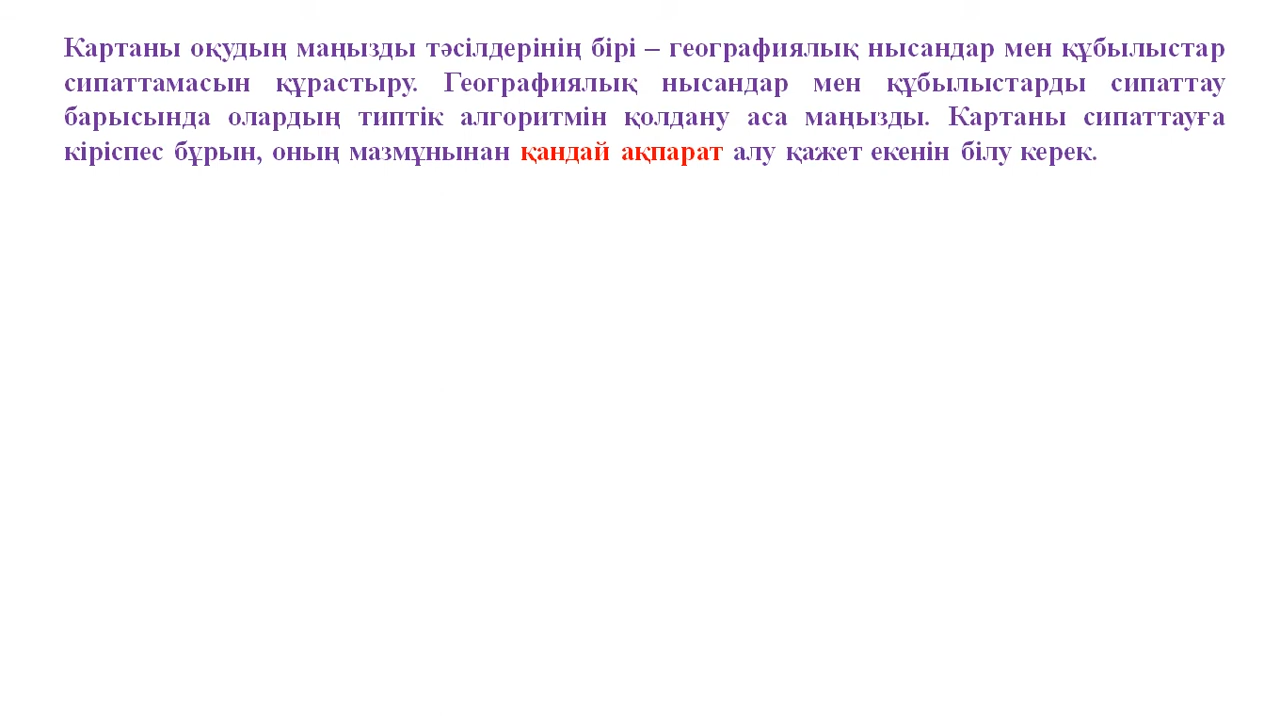 Картаны оқудың маңызды тәсілдерінің бірі – географиялық нысандар мен құбылыстар
сипаттамасын құрастыру. Географиялық нысандар мен құбылыстарды сипаттау
барысында олардың типтік алгоритмін қолдану аса маңызды. Картаны сипаттауға
кіріспес бұрын, оның мазмұнынан қандай ақпарат алу қажет екенін білу керек.